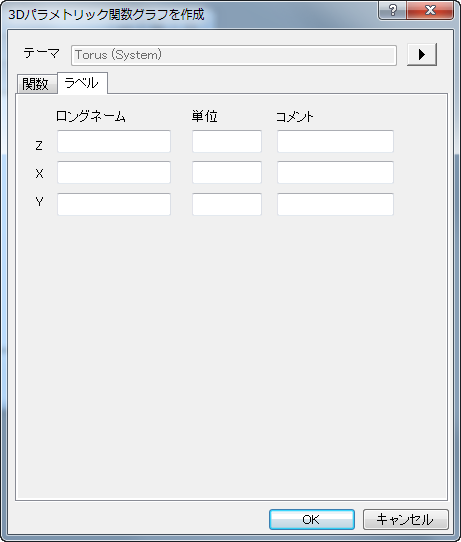 3Dパラメトリック関数グラフを作成
テーマ Torus (System)
関数 ラベル
ロングネーム 単位 コメント
Z
X
Y
OK キャンセル